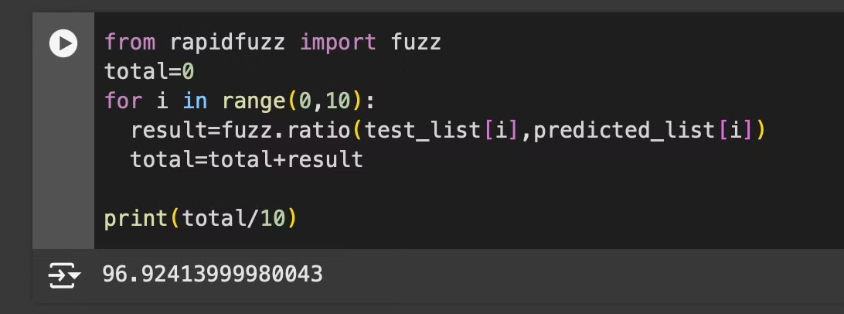 from rapidfuzz import fuzz
total=0
for i in range(0,10):
  result=fuzz.ratio(test_list[i],predicted_list[i])
  total=total+result
print(total/10)
96.92413999980043